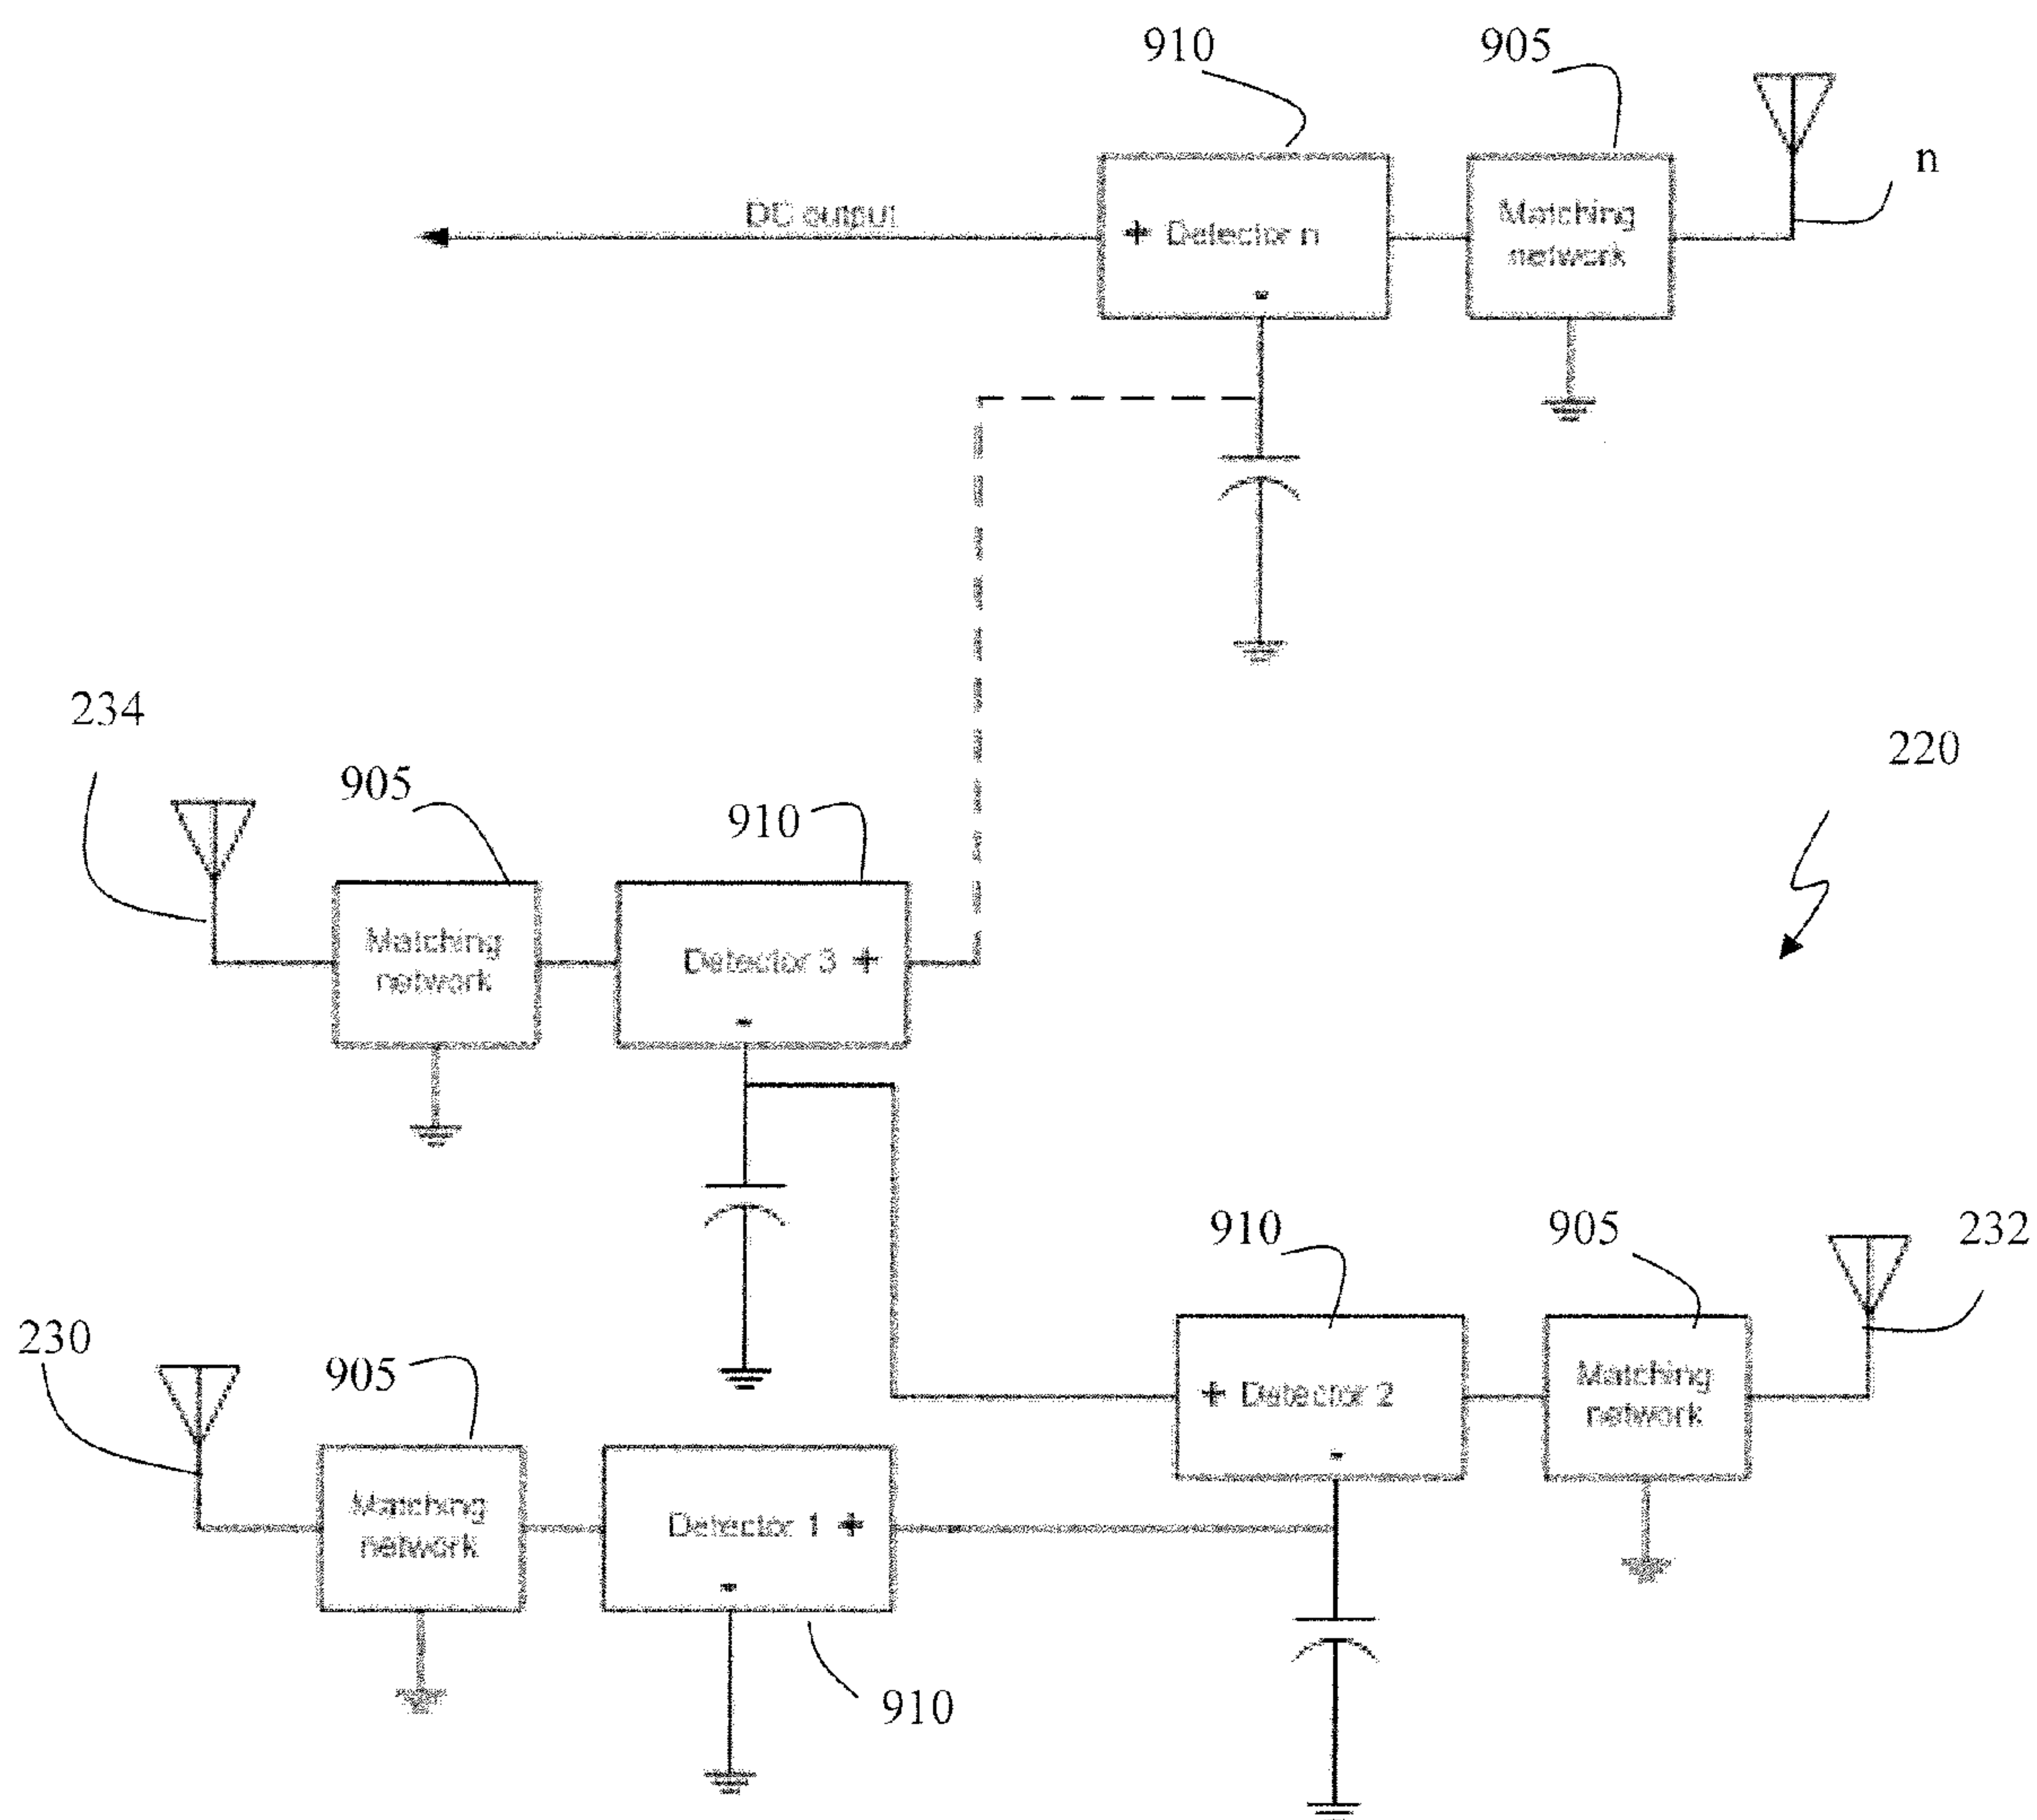 910
905
n
DC output
+ Detector n
-
Matching
network
234
905
910
220
Matching
network
Detector 3 +
-
910
905
232
230
905
+ Detector 2
-
Matching
network
Matching
network
Detector 1 +
-
910